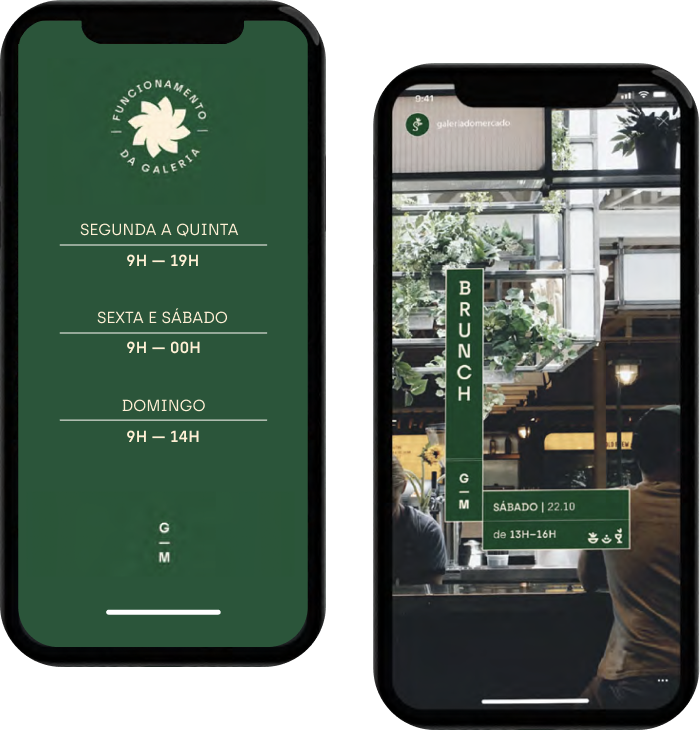 FUNCIONAMENTO
DA GALERIA
SEGUNDA A QUINTA
9H — 19H
SEXTA E SÁBADO
9H — 00H
DOMINGO
9H — 14H
G
M
9:41
galeriadomercado
BRUNCH
G
M
SÁBADO | 22.10
de 13H–16H